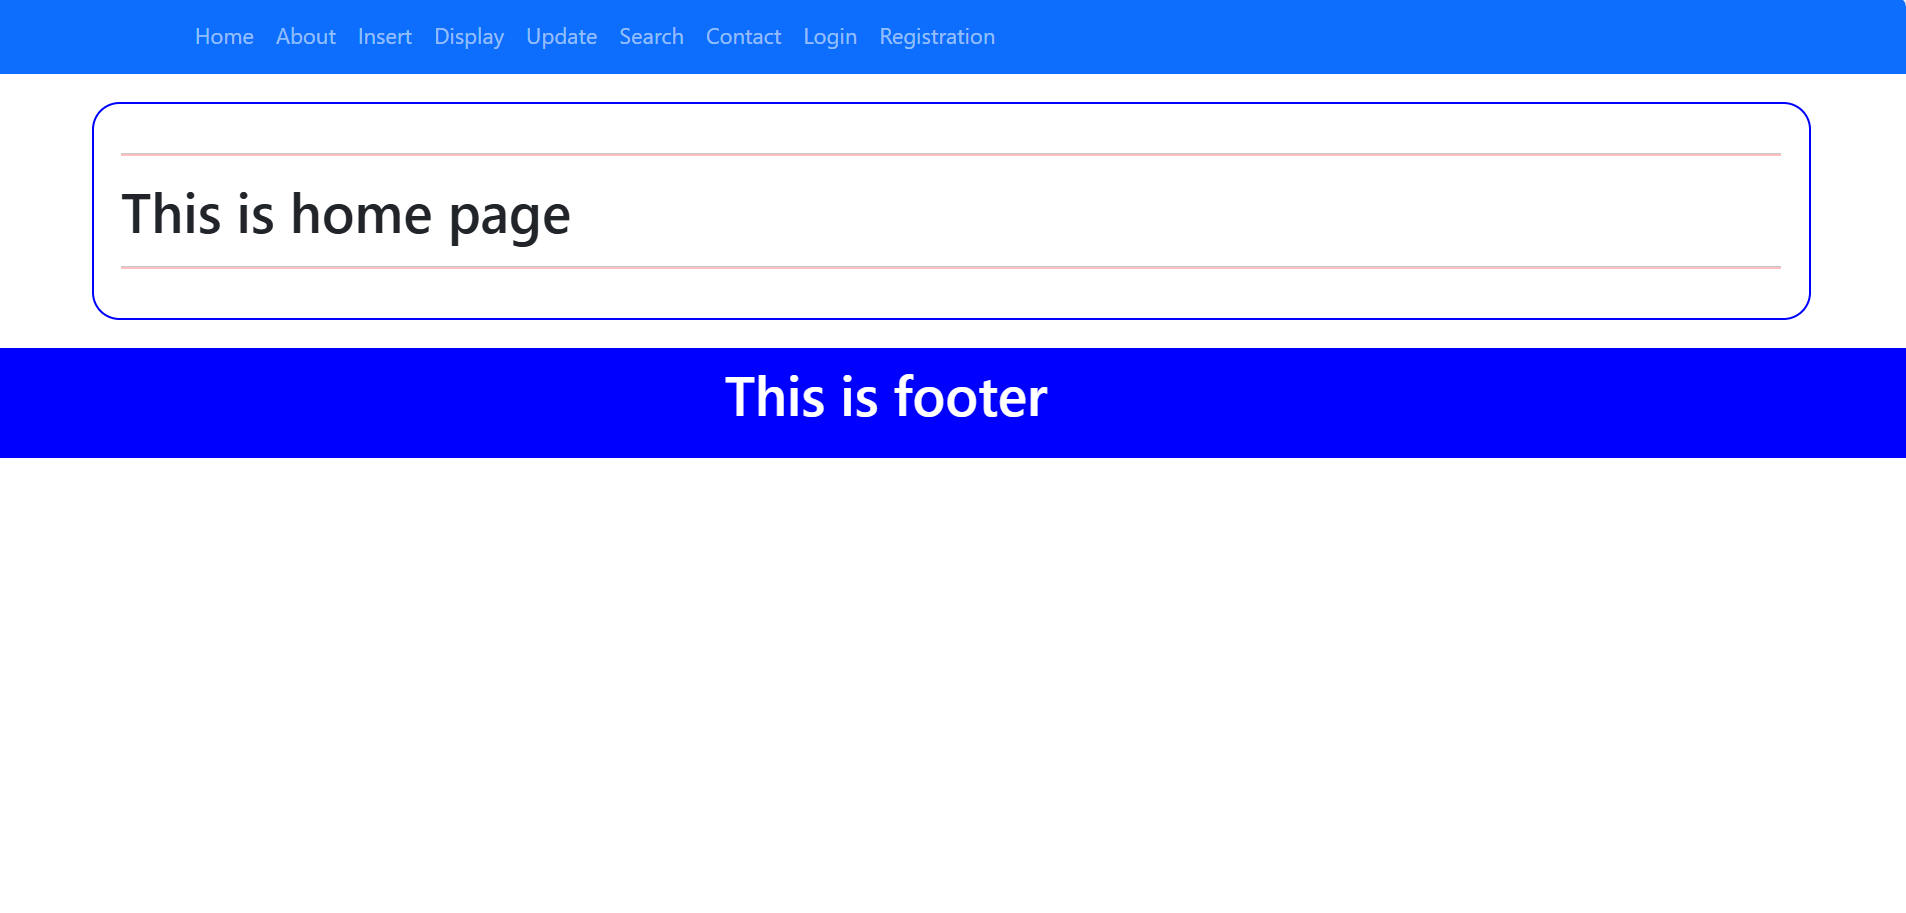 Home About Insert Display Update Search Contact Login Registration
This is home page
This is footer